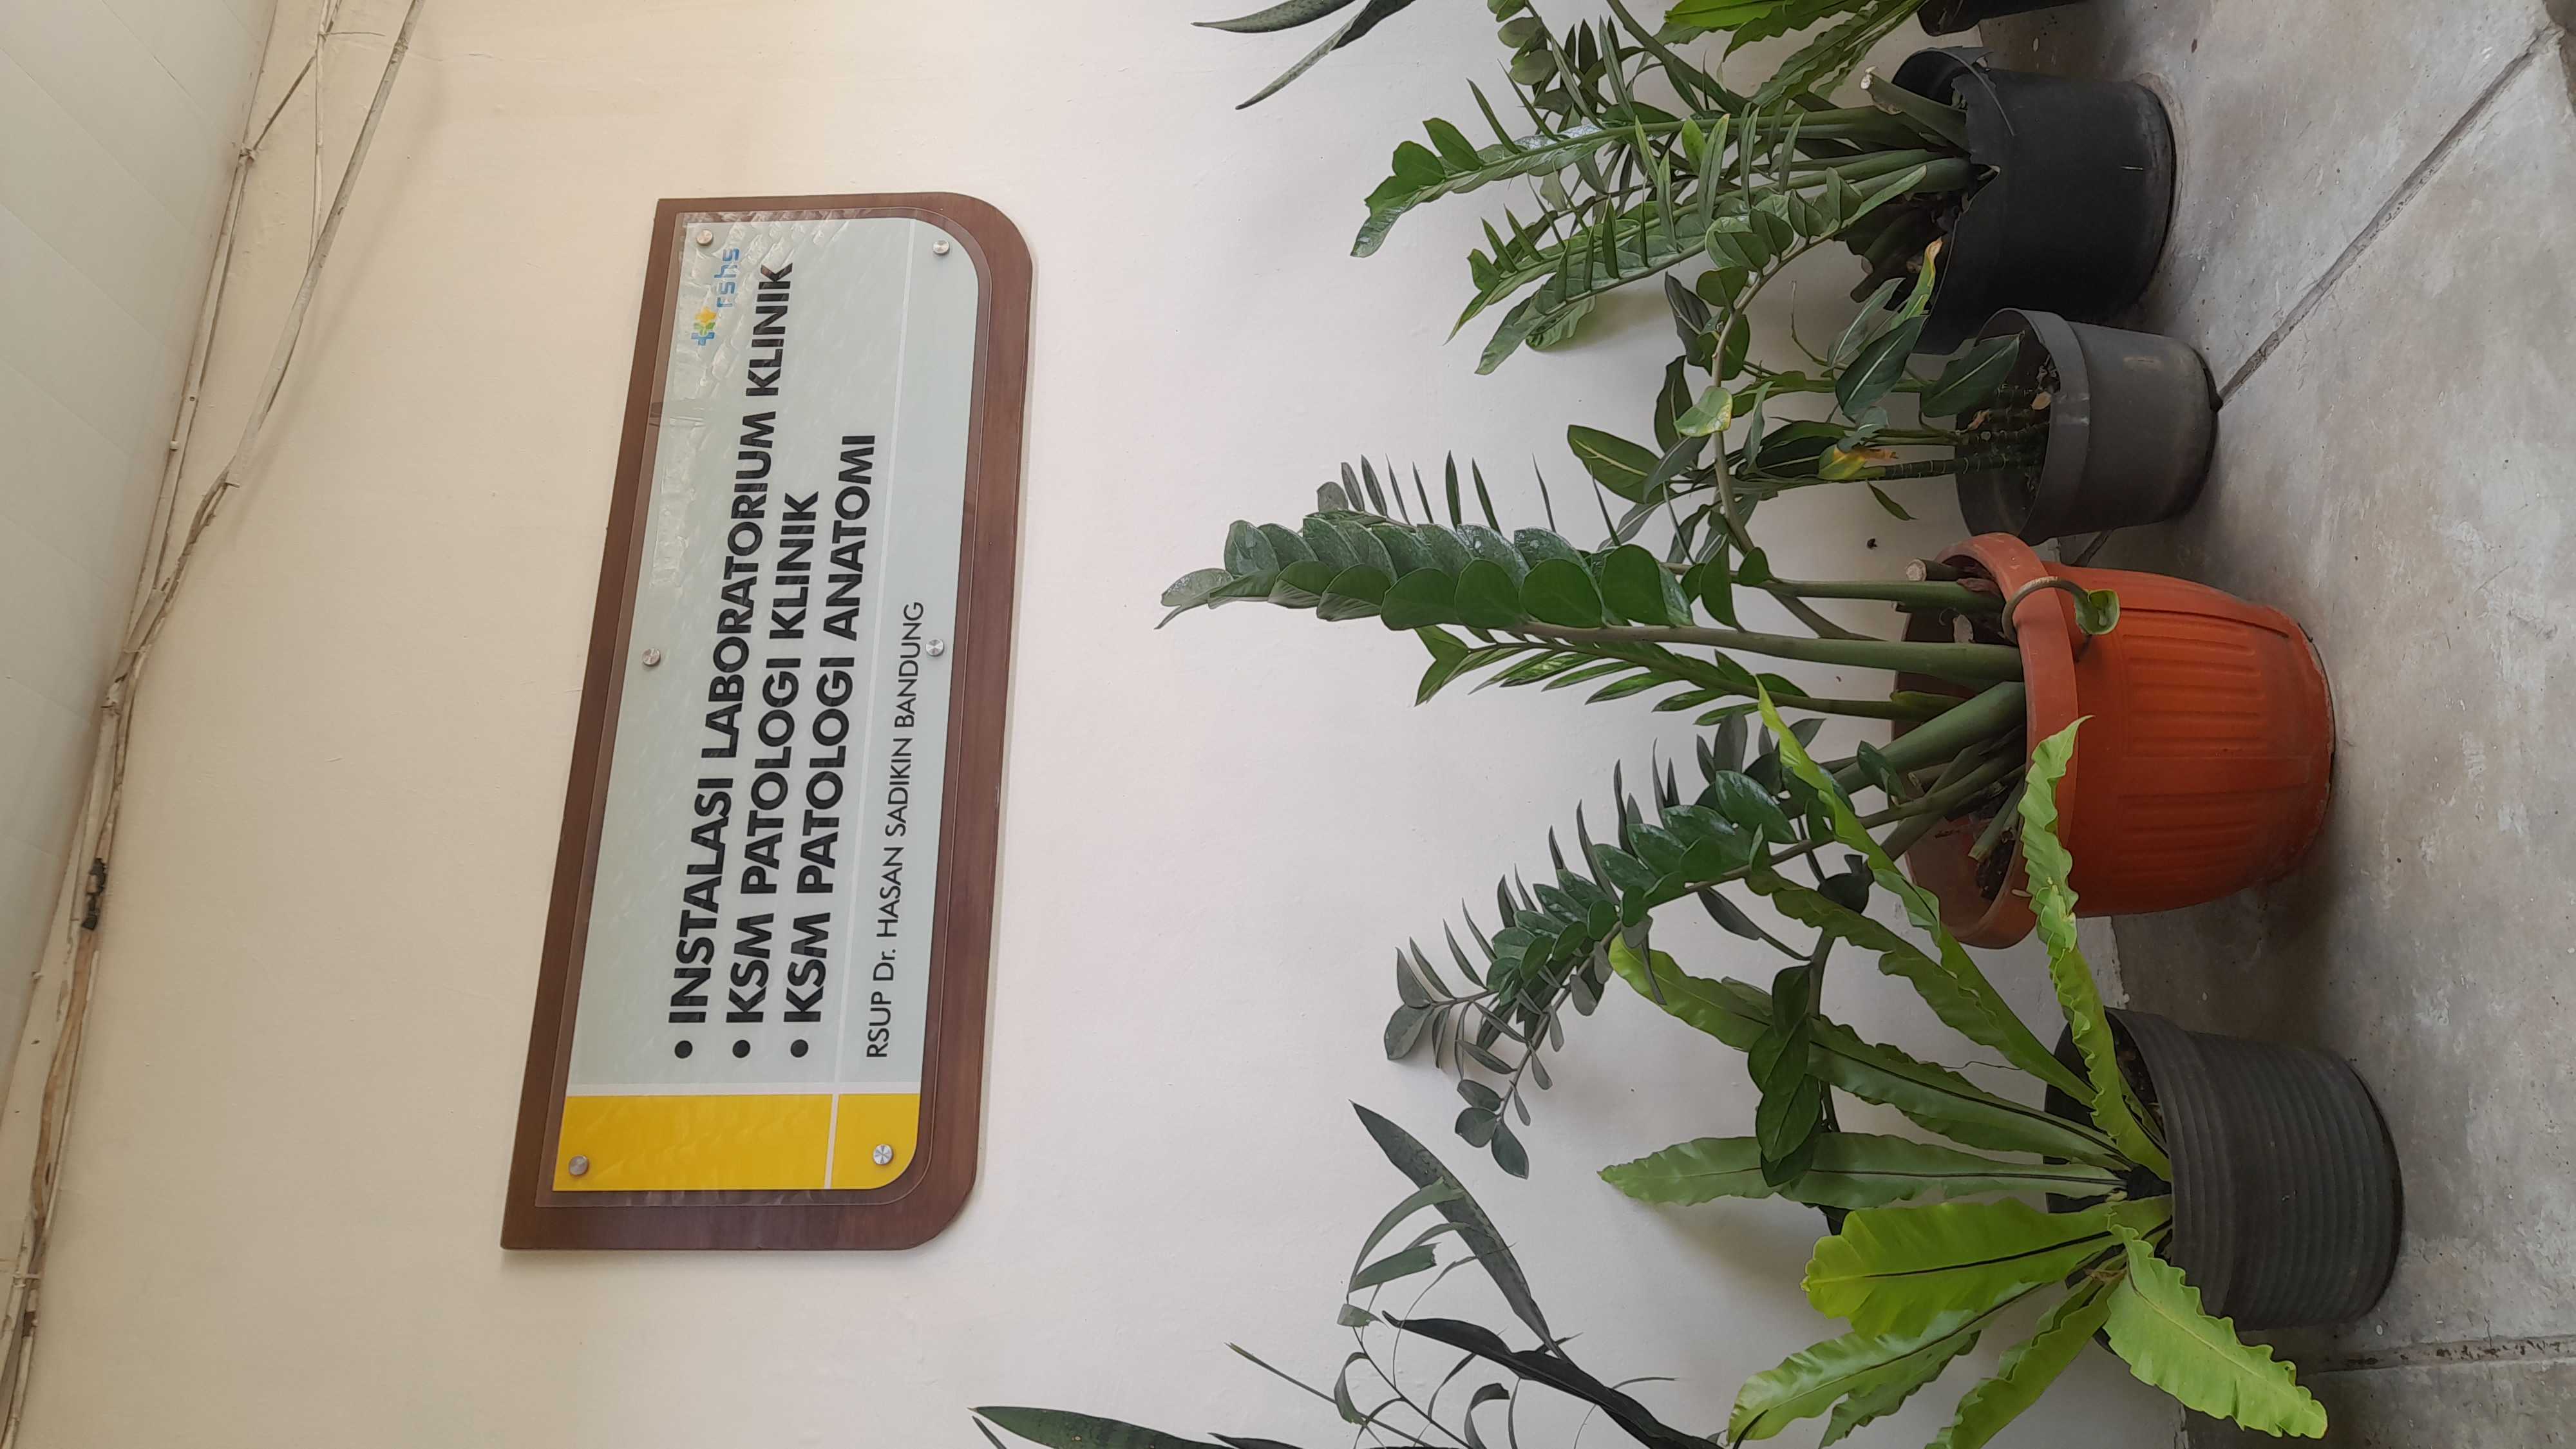 rshs
• INSTALASI LABORATORIUM KLINIK
• KSM PATOLOGI KLINIK
• KSM PATOLOGI ANATOMI
RSUP Dr. HASAN SADIKIN BANDUNG